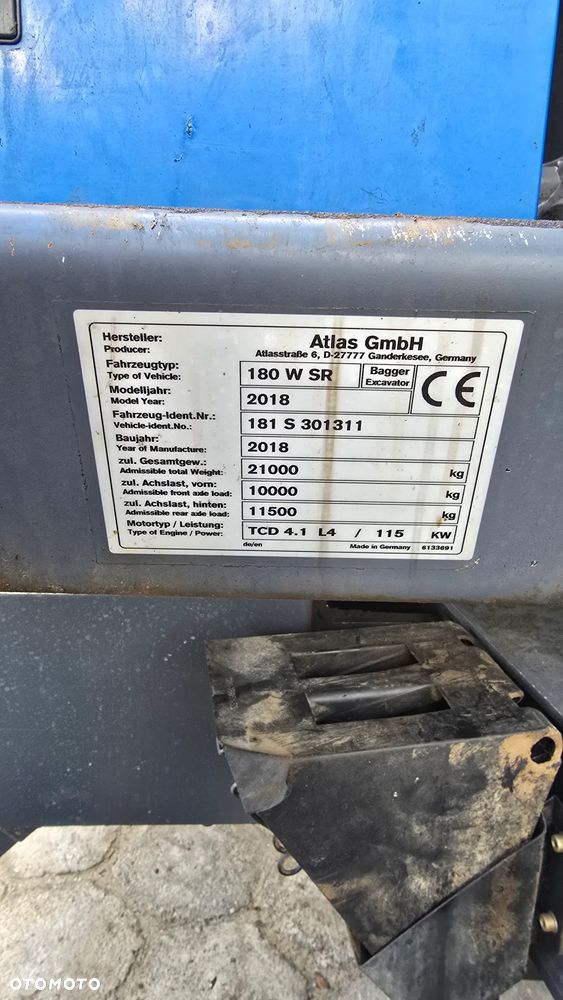 Hersteller:
Producer:
Atlas GmbH
Atlasstraße 6, D-27777 Ganderkesee, Germany
Fahrzeugtyp:
Type of Vehicle:
180 W SR
Bagger
Excavator
CE
Modelljahr:
Model Year:
2018
Fahrzeug-Ident.Nr.:
Vehicle-ident.No.:
181 S 301311
Baujahr:
Year of Manufacture:
2018
zul. Gesamtgew.:
Admissible total Weight:
21000 kg
zul. Achslast, vorn:
Admissible front axle load:
10000 kg
zul. Achslast, hinten:
Admissible rear axle load:
11500 kg
Motortyp / Leistung:
Type of Engine / Power:
TCD 4.1 L4 / 115 KW
de/en Made in Germany 6133691
OTOMOTO